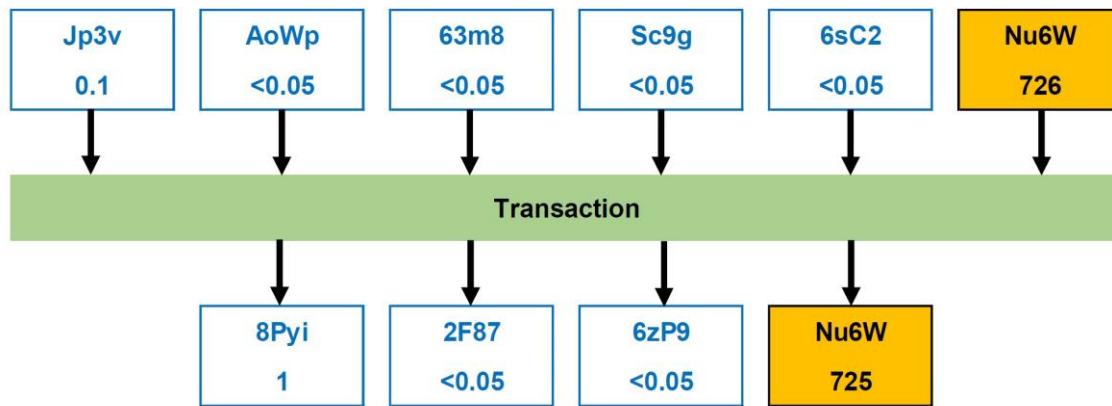 Jp3v AoWp 63m8 Sc9g 6sC2 Nu6W
0.1 <0.05 <0.05 <0.05 <0.05 726
Transaction
8Pyi 2F87 6zP9 Nu6W
1 <0.05 <0.05 725